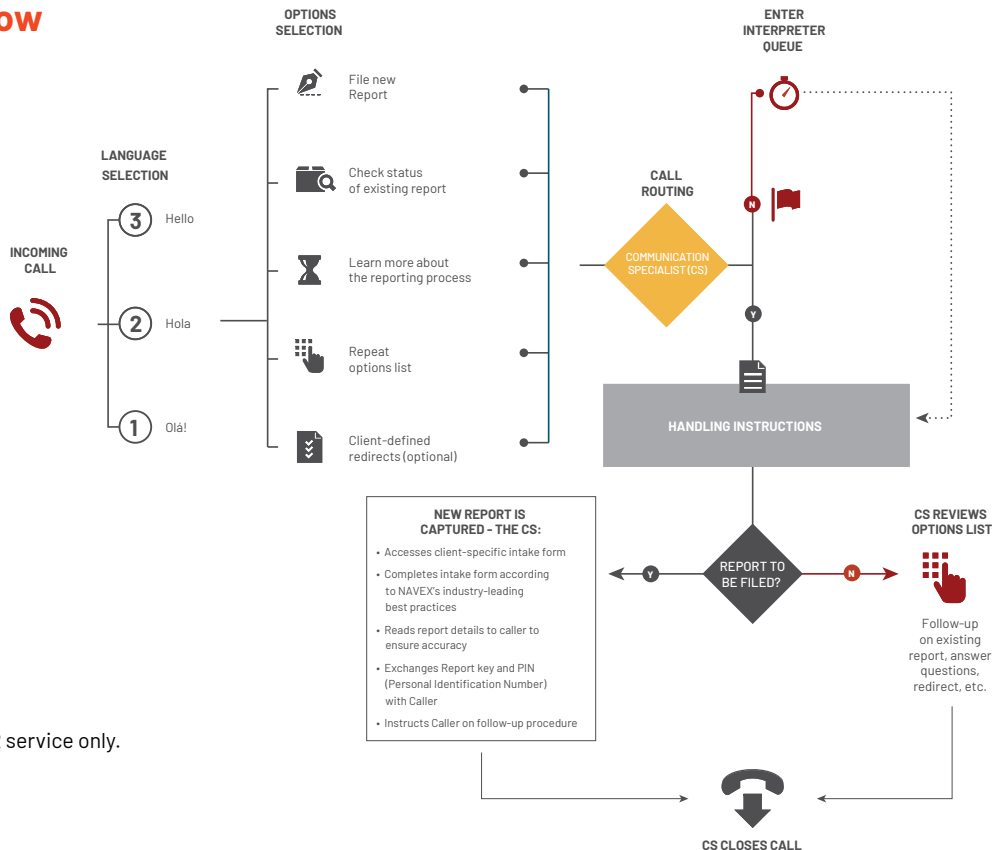 ow
OPTIONS
SELECTION
ENTER
INTERPRETER
QUEUE
File new
Report
LANGUAGE
SELECTION
Check status
of existing report
CALL
ROUTING
N
3
Hello
INCOMING
CALL
COMMUNICATION
SPECIALIST (CS)
Learn more about
the reporting process
2
Hola
Y
Repeat
options list
1
Olá!
Client-defined
redirects (optional)
HANDLING INSTRUCTIONS
NEW REPORT IS
CAPTURED - THE CS:
• Accesses client-specific intake form
• Completes intake form according
to NAVEX's industry-leading
best practices
• Reads report details to caller to
ensure accuracy
• Exchanges Report key and PIN
(Personal Identification Number)
with Caller
• Instructs Caller on follow-up procedure
Y
REPORT TO
BE FILED?
N
CS REVIEWS
OPTIONS LIST
Follow-up
on existing
report, answer
questions,
redirect, etc.
service only.
CS CLOSES CALL